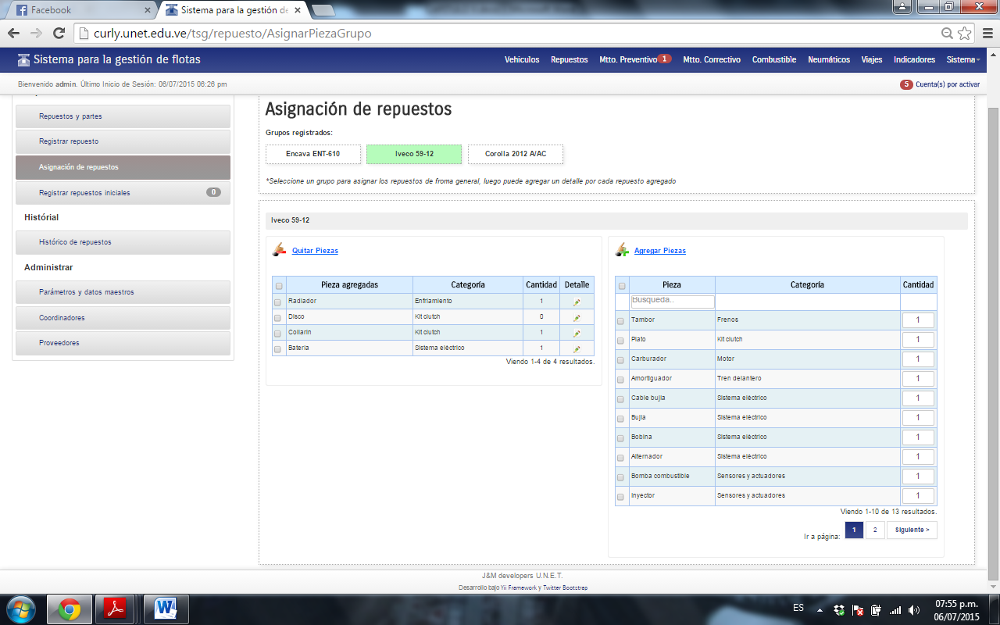 Facebook
Sistema para la gestión de
curly.unet.edu.ve/tsg/repuesto/AsignarPiezaGrupo
Sistema para la gestión de flotas
Vehiculos Repuestos Mtto. Preventivo 1 Mtto. Correctivo Combustible Neumáticos Viajes Indicadores Sistema
Bienvenido admin. Último Inicio de Sesión: 06/07/2015 06:26 pm
5 Cuenta(s) por activar
Repuestos y partes
Registrar repuesto
Asignación de repuestos
Registrar repuestos iniciales 0
Histórial
Histórico de repuestos
Administrar
Parámetros y datos maestros
Coordinadores
Proveedores
Asignación de repuestos
Grupos registrados:
Encava ENT-610 Iveco 59-12 Corolla 2012 A/AC
*Seleccione un grupo para asignar los repuestos de froma general, luego puede agregar un detalle por cada repuesto agregado
Iveco 59-12
Quitar Piezas
Pieza agregadas Categoría Cantidad Detalle
Radiador Enfriamiento 1
Disco Kit clutch 0
Collarin Kit clutch 1
Batería Sistema eléctrico 1
Viendo 1-4 de 4 resultados.
Agregar Piezas
Pieza Categoría Cantidad
Busqueda..
Tambor Frenos 1
Plato Kit clutch 1
Carburador Motor 1
Amortiguador Tren delantero 1
Cable bujía Sistema eléctrico 1
Bujía Sistema eléctrico 1
Bobina Sistema eléctrico 1
Alternador Sistema eléctrico 1
Bomba combustible Sensores y actuadores 1
Inyector Sensores y actuadores 1
Viendo 1-10 de 13 resultados.
Ir a página: 1 2 Siguiente >
J&M developers U.N.E.T.
Desarrollo bajo Yii Framework y Twitter Bootstrap
ES
07:55 p.m.
06/07/2015